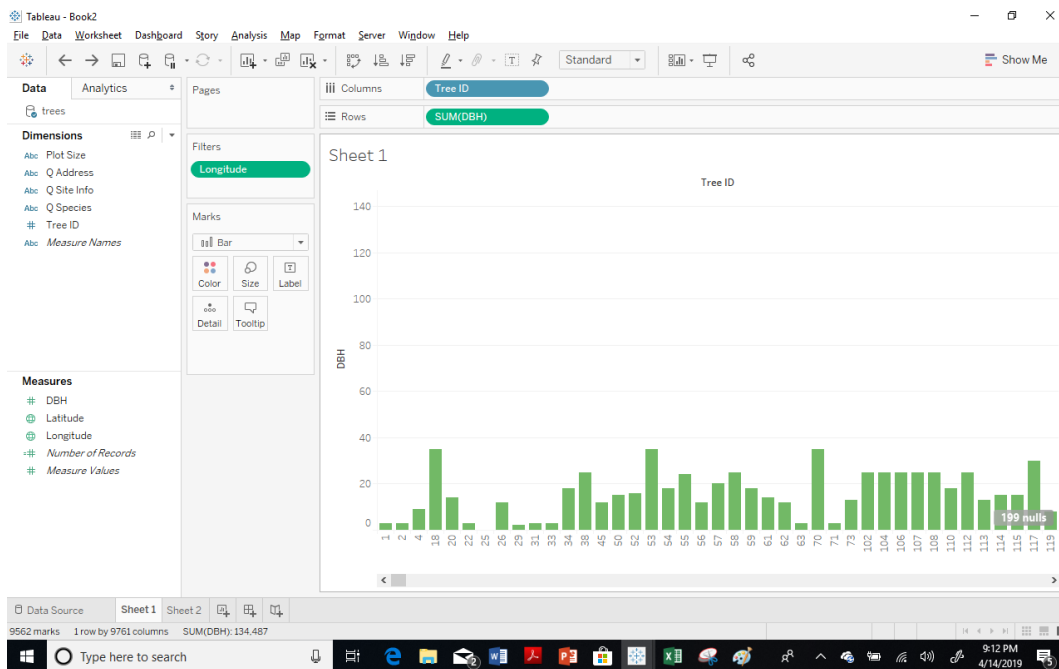 Tableau - Book2
File Data Worksheet Dashboard Story Analysis Map Format Server Window Help
Standard
Show Me
Data Analytics
trees
Dimensions
Abc Plot Size
Abc Q Address
Abc Q Site Info
Abc Q Species
# Tree ID
Abc Measure Names
Measures
# DBH
Latitude
Longitude
=# Number of Records
# Measure Values
Pages
Filters
Longitude
Marks
Bar
Color Size Label
Detail Tooltip
Columns Tree ID
Rows SUM(DBH)
Sheet 1
Tree ID
140
120
100
80
60
40
20
0
DBH
199 nulls
1 2 4 18 20 22 25 26 29 31 33 34 38 45 50 52 53 54 55 56 57 58 59 61 62 63 70 71 73 102 104 106 107 108 110 112 113 114 115 117 119
Data Source Sheet 1 Sheet 2
9562 marks 1 row by 9761 columns SUM(DBH): 134.487
Type here to search
2
9:12 PM
4/14/2019